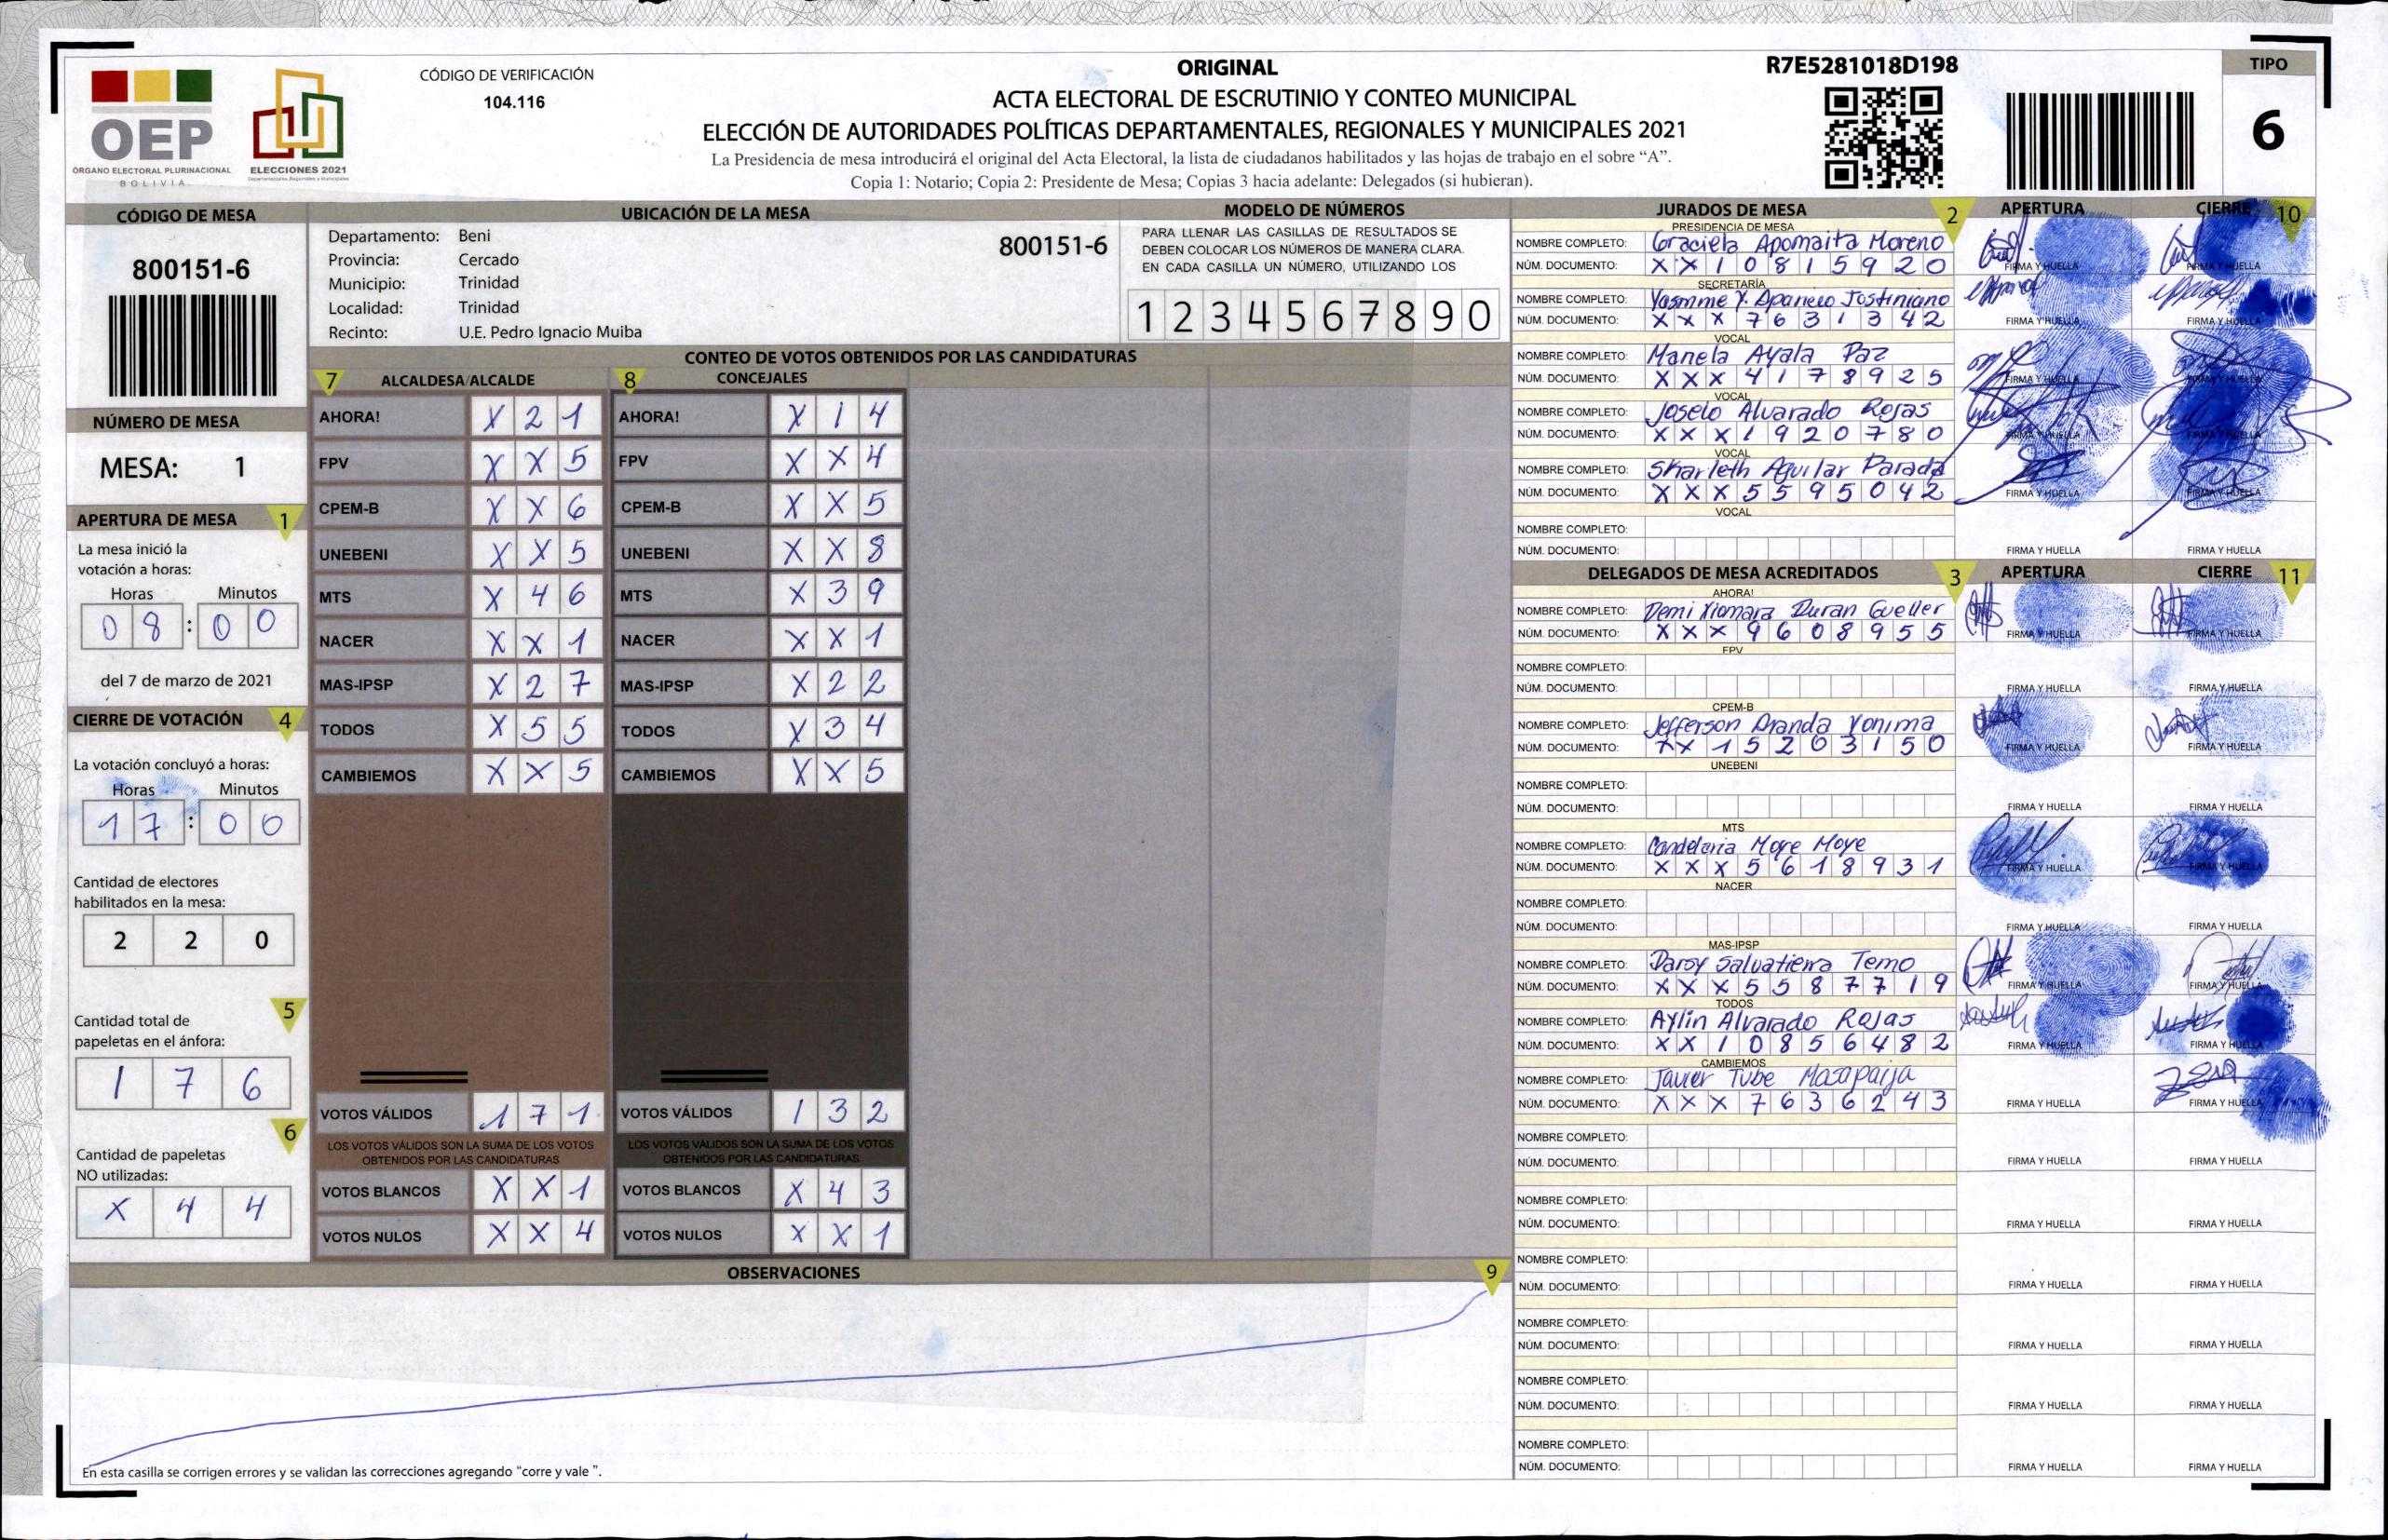 ORIGINAL
R7E5281018D198
TIPO
6
OEP
ÓRGANO ELECTORAL PLURINACIONAL
BOLIVIA
ELECCIONES 2021
CÓDIGO DE VERIFICACIÓN
104.116
ACTA ELECTORAL DE ESCRUTINIO Y CONTEO MUNICIPAL
ELECCIÓN DE AUTORIDADES POLÍTICAS DEPARTAMENTALES, REGIONALES Y MUNICIPALES 2021
La Presidencia de mesa introducirá el original del Acta Electoral, la lista de ciudadanos habilitados y las hojas de trabajo en el sobre “A”.
Copia 1: Notario; Copia 2: Presidente de Mesa; Copias 3 hacia adelante: Delegados (si hubieran).
CÓDIGO DE MESA
800151-6
NÚMERO DE MESA
MESA: 1
APERTURA DE MESA 1
La mesa inició la
votación a horas:
Horas Minutos
0 8 : 0 0
del 7 de marzo de 2021
CIERRE DE VOTACIÓN 4
La votación concluyó a horas:
Horas Minutos
1 7 : 0 0
Cantidad de electores
habilitados en la mesa:
2 2 0
5
Cantidad total de
papeletas en el ánfora:
1 7 6
6
Cantidad de papeletas
NO utilizadas:
X 4 4
UBICACIÓN DE LA MESA
Departamento: Beni
Provincia: Cercado
Municipio: Trinidad
Localidad: Trinidad
Recinto: U.E. Pedro Ignacio Muiba
800151-6
MODELO DE NÚMEROS
PARA LLENAR LAS CASILLAS DE RESULTADOS SE
DEBEN COLOCAR LOS NÚMEROS DE MANERA CLARA.
EN CADA CASILLA UN NÚMERO, UTILIZANDO LOS
1 2 3 4 5 6 7 8 9 0
CONTEO DE VOTOS OBTENIDOS POR LAS CANDIDATURAS
7 ALCALDESA/ALCALDE
AHORA! X 2 1
FPV X X 5
CPEM-B X X 6
UNEBENI X X 5
MTS X 4 6
NACER X X 1
MAS-IPSP X 2 7
TODOS X 5 5
CAMBIEMOS X X 5
VOTOS VÁLIDOS 1 7 1
LOS VOTOS VÁLIDOS SON LA SUMA DE LOS VOTOS
OBTENIDOS POR LAS CANDIDATURAS
VOTOS BLANCOS X X 1
VOTOS NULOS X X 4
8 CONCEJALES
AHORA! X 1 4
FPV X X 4
CPEM-B X X 5
UNEBENI X X 8
MTS X 3 9
NACER X X 1
MAS-IPSP X 2 2
TODOS X 3 4
CAMBIEMOS X X 5
VOTOS VÁLIDOS 1 3 2
LOS VOTOS VÁLIDOS SON LA SUMA DE LOS VOTOS
OBTENIDOS POR LAS CANDIDATURAS
VOTOS BLANCOS X 4 3
VOTOS NULOS X X 1
OBSERVACIONES 9
En esta casilla se corrigen errores y se validan las correcciones agregando “corre y vale ”.
JURADOS DE MESA 2 APERTURA CIERRE 10
PRESIDENCIA DE MESA
NOMBRE COMPLETO: Graciela Apomaita Moreno
NÚM. DOCUMENTO: X X 1 0 8 1 5 9 2 0 FIRMA Y HUELLA FIRMA Y HUELLA
SECRETARÍA
NOMBRE COMPLETO: Yasmine Y. Aparicio Jostiniano
NÚM. DOCUMENTO: X X X 7 6 3 1 3 4 2 FIRMA Y HUELLA FIRMA Y HUELLA
VOCAL
NOMBRE COMPLETO: Manela Ayala Paz
NÚM. DOCUMENTO: X X X 4 1 7 8 9 2 5 FIRMA Y HUELLA FIRMA Y HUELLA
VOCAL
NOMBRE COMPLETO: Joselo Alvarado Rojas
NÚM. DOCUMENTO: X X X 1 9 2 0 7 8 0 FIRMA Y HUELLA FIRMA Y HUELLA
VOCAL
NOMBRE COMPLETO: Skarleth Aguilar Parada
NÚM. DOCUMENTO: X X X 5 5 9 5 0 4 2 FIRMA Y HUELLA FIRMA Y HUELLA
VOCAL
NOMBRE COMPLETO:
NÚM. DOCUMENTO: FIRMA Y HUELLA FIRMA Y HUELLA
DELEGADOS DE MESA ACREDITADOS 3 APERTURA CIERRE 11
AHORA!
NOMBRE COMPLETO: Demi Xiomara Duran Gueller
NÚM. DOCUMENTO: X X X 9 6 0 8 9 5 5 FIRMA Y HUELLA FIRMA Y HUELLA
FPV
NOMBRE COMPLETO:
NÚM. DOCUMENTO: FIRMA Y HUELLA FIRMA Y HUELLA
CPEM-B
NOMBRE COMPLETO: Jefferson Aranda Yonima
NÚM. DOCUMENTO: X X 1 5 2 0 3 1 5 0 FIRMA Y HUELLA FIRMA Y HUELLA
UNEBENI
NOMBRE COMPLETO:
NÚM. DOCUMENTO: FIRMA Y HUELLA FIRMA Y HUELLA
MTS
NOMBRE COMPLETO: Candelaria Moye Moye
NÚM. DOCUMENTO: X X X 5 6 1 8 9 3 1 FIRMA Y HUELLA FIRMA Y HUELLA
NACER
NOMBRE COMPLETO:
NÚM. DOCUMENTO: FIRMA Y HUELLA FIRMA Y HUELLA
MAS-IPSP
NOMBRE COMPLETO: Darsy Salvatierra Temo
NÚM. DOCUMENTO: X X X 5 5 8 7 7 1 9 FIRMA Y HUELLA FIRMA Y HUELLA
TODOS
NOMBRE COMPLETO: Aylin Alvarado Rojas
NÚM. DOCUMENTO: X X 1 0 8 5 6 4 8 2 FIRMA Y HUELLA FIRMA Y HUELLA
CAMBIEMOS
NOMBRE COMPLETO: Javier Tube
NÚM. DOCUMENTO: X X X 7 6 3 6 2 4 3 FIRMA Y HUELLA FIRMA Y HUELLA
NOMBRE COMPLETO:
NÚM. DOCUMENTO: FIRMA Y HUELLA FIRMA Y HUELLA
NOMBRE COMPLETO:
NÚM. DOCUMENTO: FIRMA Y HUELLA FIRMA Y HUELLA
NOMBRE COMPLETO:
NÚM. DOCUMENTO: FIRMA Y HUELLA FIRMA Y HUELLA
NOMBRE COMPLETO:
NÚM. DOCUMENTO: FIRMA Y HUELLA FIRMA Y HUELLA
NOMBRE COMPLETO:
NÚM. DOCUMENTO: FIRMA Y HUELLA FIRMA Y HUELLA
NOMBRE COMPLETO:
NÚM. DOCUMENTO: FIRMA Y HUELLA FIRMA Y HUELLA